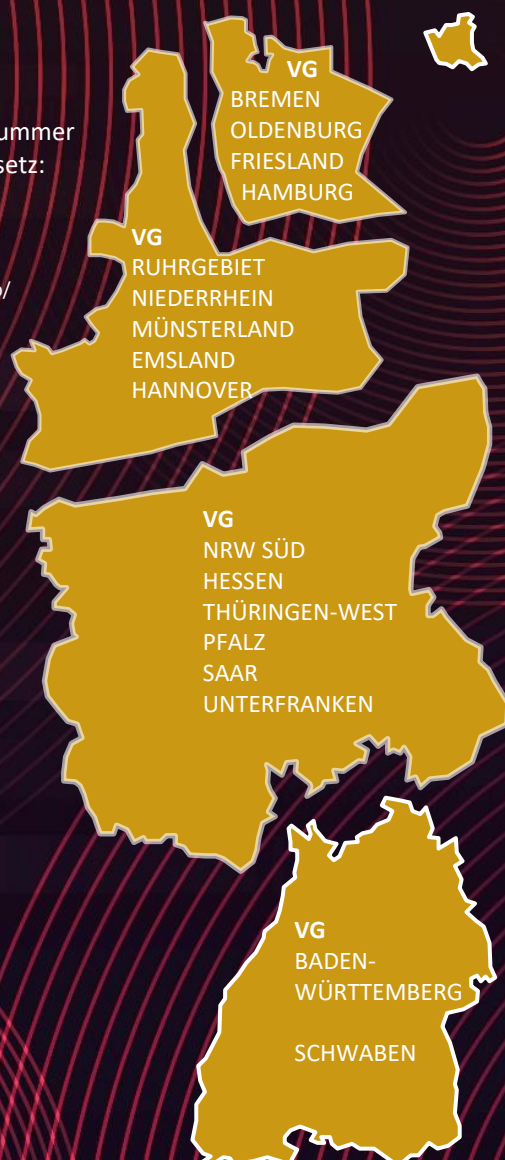 VG
BREMEN
OLDENBURG
FRIESLAND
HAMBURG
VG
RUHRGEBIET
NIEDERRHEIN
MÜNSTERLAND
EMSLAND
HANNOVER
VG
NRW SÜD
HESSEN
THÜRINGEN-WEST
PFALZ
SAAR
UNTERFRANKEN
VG
BADEN-
WÜRTTEMBERG
SCHWABEN